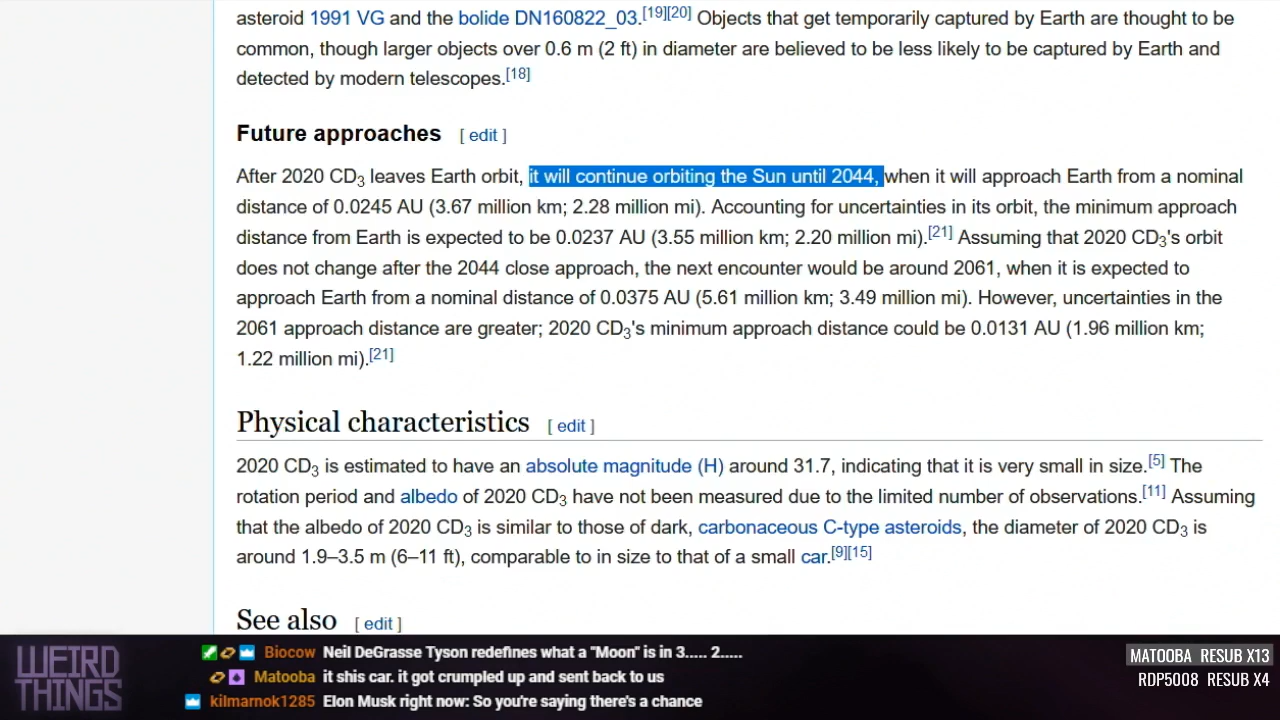 asteroid 1991 VG and the bolide DN160822_03.[19][20] Objects that get temporarily captured by Earth are thought to be
common, though larger objects over 0.6 m (2 ft) in diameter are believed to be less likely to be captured by Earth and
detected by modern telescopes.[18]
Future approaches [ edit ]
After 2020 CD3 leaves Earth orbit, it will continue orbiting the Sun until 2044, when it will approach Earth from a nominal
distance of 0.0245 AU (3.67 million km; 2.28 million mi). Accounting for uncertainties in its orbit, the minimum approach
distance from Earth is expected to be 0.0237 AU (3.55 million km; 2.20 million mi).[21] Assuming that 2020 CD3's orbit
does not change after the 2044 close approach, the next encounter would be around 2061, when it is expected to
approach Earth from a nominal distance of 0.0375 AU (5.61 million km; 3.49 million mi). However, uncertainties in the
2061 approach distance are greater; 2020 CD3's minimum approach distance could be 0.0131 AU (1.96 million km;
1.22 million mi).[21]
Physical characteristics [ edit ]
2020 CD3 is estimated to have an absolute magnitude (H) around 31.7, indicating that it is very small in size.[5] The
rotation period and albedo of 2020 CD3 have not been measured due to the limited number of observations.[11] Assuming
that the albedo of 2020 CD3 is similar to those of dark, carbonaceous C-type asteroids, the diameter of 2020 CD3 is
around 1.9–3.5 m (6–11 ft), comparable to in size to that of a small car.[9][15]
See also [ edit ]
WEIRD
THINGS
Biocow Neil DeGrasse Tyson redefines what a "Moon" is in 3..... 2.....
Matooba it shis car. it got crumpled up and sent back to us
kilmarnok1285 Elon Musk right now: So you're saying there's a chance
MATOOBA RESUB X13
RDP5008 RESUB X4